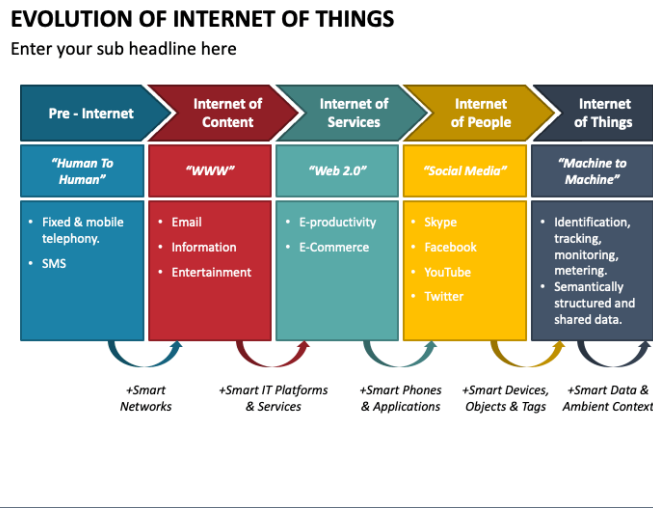 EVOLUTION OF INTERNET OF THINGS
Enter your sub headline here
Pre - Internet
Internet of
Content
Internet of
Services
Internet
of People
Internet
of Things
“Human To
Human”
“WWW”
“Web 2.0”
“Social Media”
“Machine to
Machine”
• Fixed & mobile
telephony.
• SMS
• Email
• Information
• Entertainment
• E-productivity
• E-Commerce
• Skype
• Facebook
• YouTube
• Twitter
• Identification,
tracking,
monitoring,
metering.
• Semantically
structured and
shared data.
+Smart
Networks
+Smart IT Platforms
& Services
+Smart Phones
& Applications
+Smart Devices,
Objects & Tags
+Smart Data &
Ambient Context